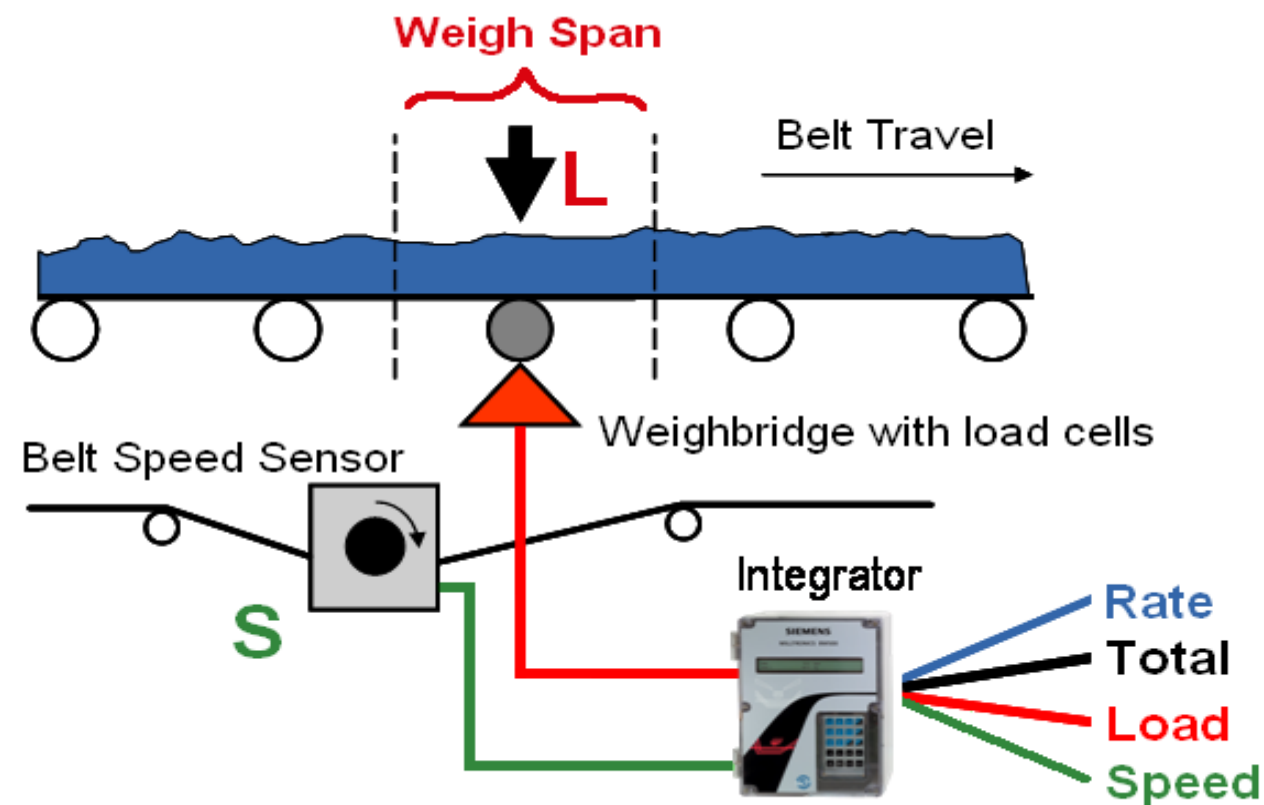 Weigh Span
L
Belt Travel
Weighbridge with load cells
Belt Speed Sensor
S
Integrator
SIEMENS
Rate
Total
Load
Speed